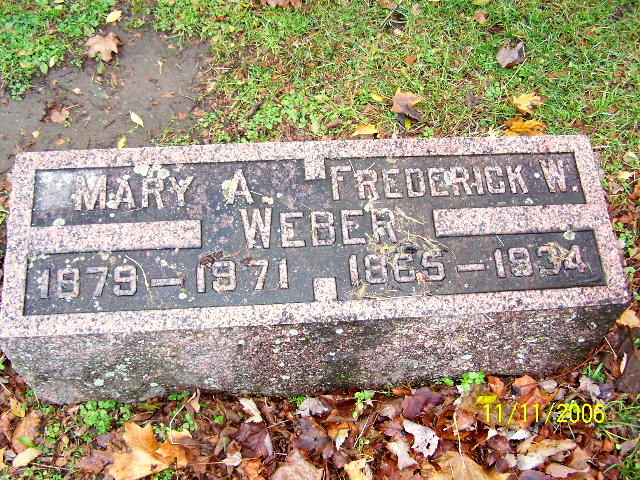 MARY A. FREDERICK W.
WEBER
1879 - 1971 1865 - 1934
11/11/2006